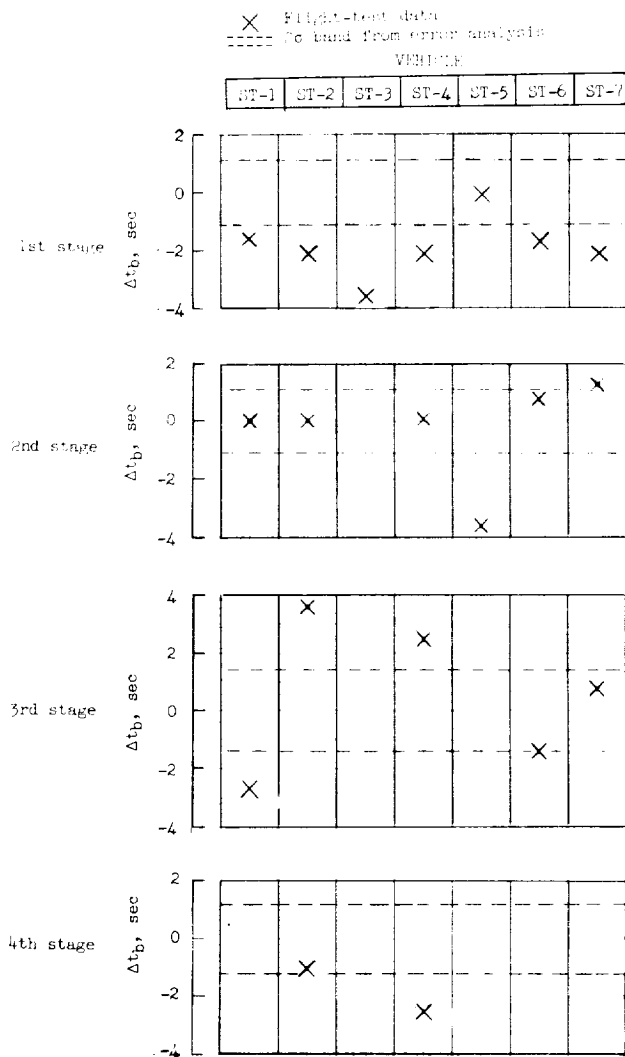 Flight-test data
2σ band from error analysis
VEHICLE
ST-1 ST-2 ST-3 ST-4 ST-5 ST-6 ST-7
1st stage
Δt_b, sec
2
0
-2
-4
2nd stage
Δt_b, sec
2
0
-2
-4
3rd stage
Δt_b, sec
4
2
0
-2
-4
4th stage
Δt_b, sec
2
0
-2
-4